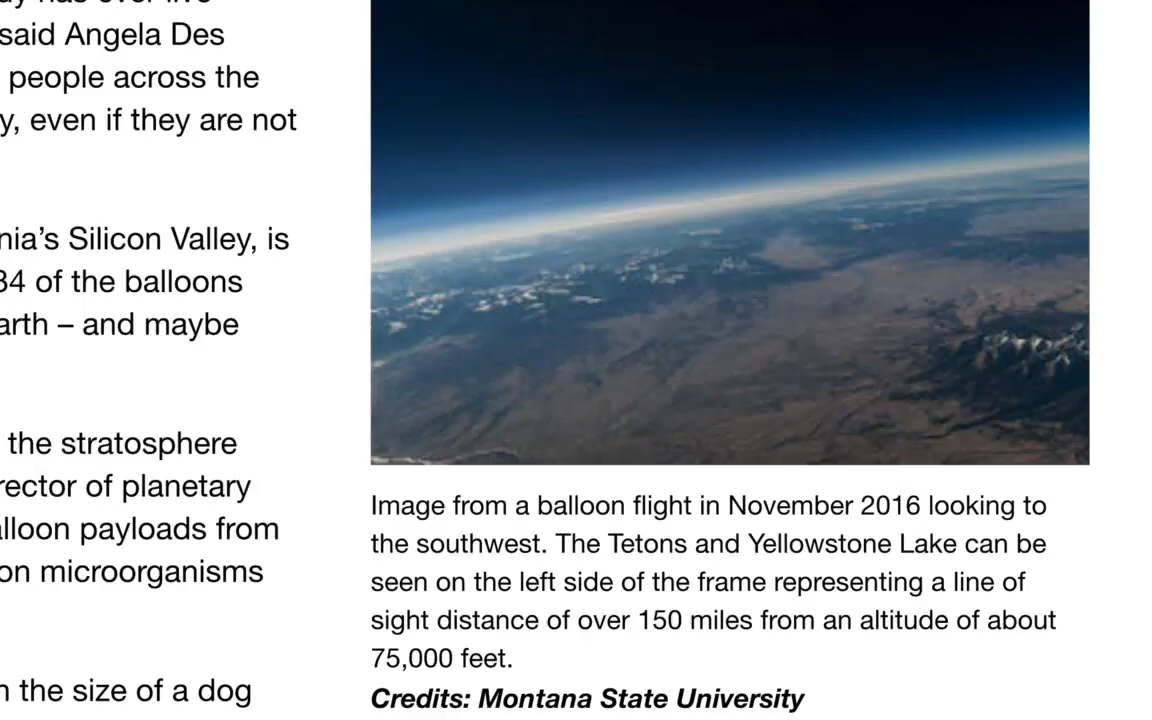 said Angela Des
people across the
y, even if they are not
nia's Silicon Valley, is
34 of the balloons
arth – and maybe
the stratosphere
rector of planetary
alloon payloads from
on microorganisms
n the size of a dog
Image from a balloon flight in November 2016 looking to
the southwest. The Tetons and Yellowstone Lake can be
seen on the left side of the frame representing a line of
sight distance of over 150 miles from an altitude of about
75,000 feet.
Credits: Montana State University